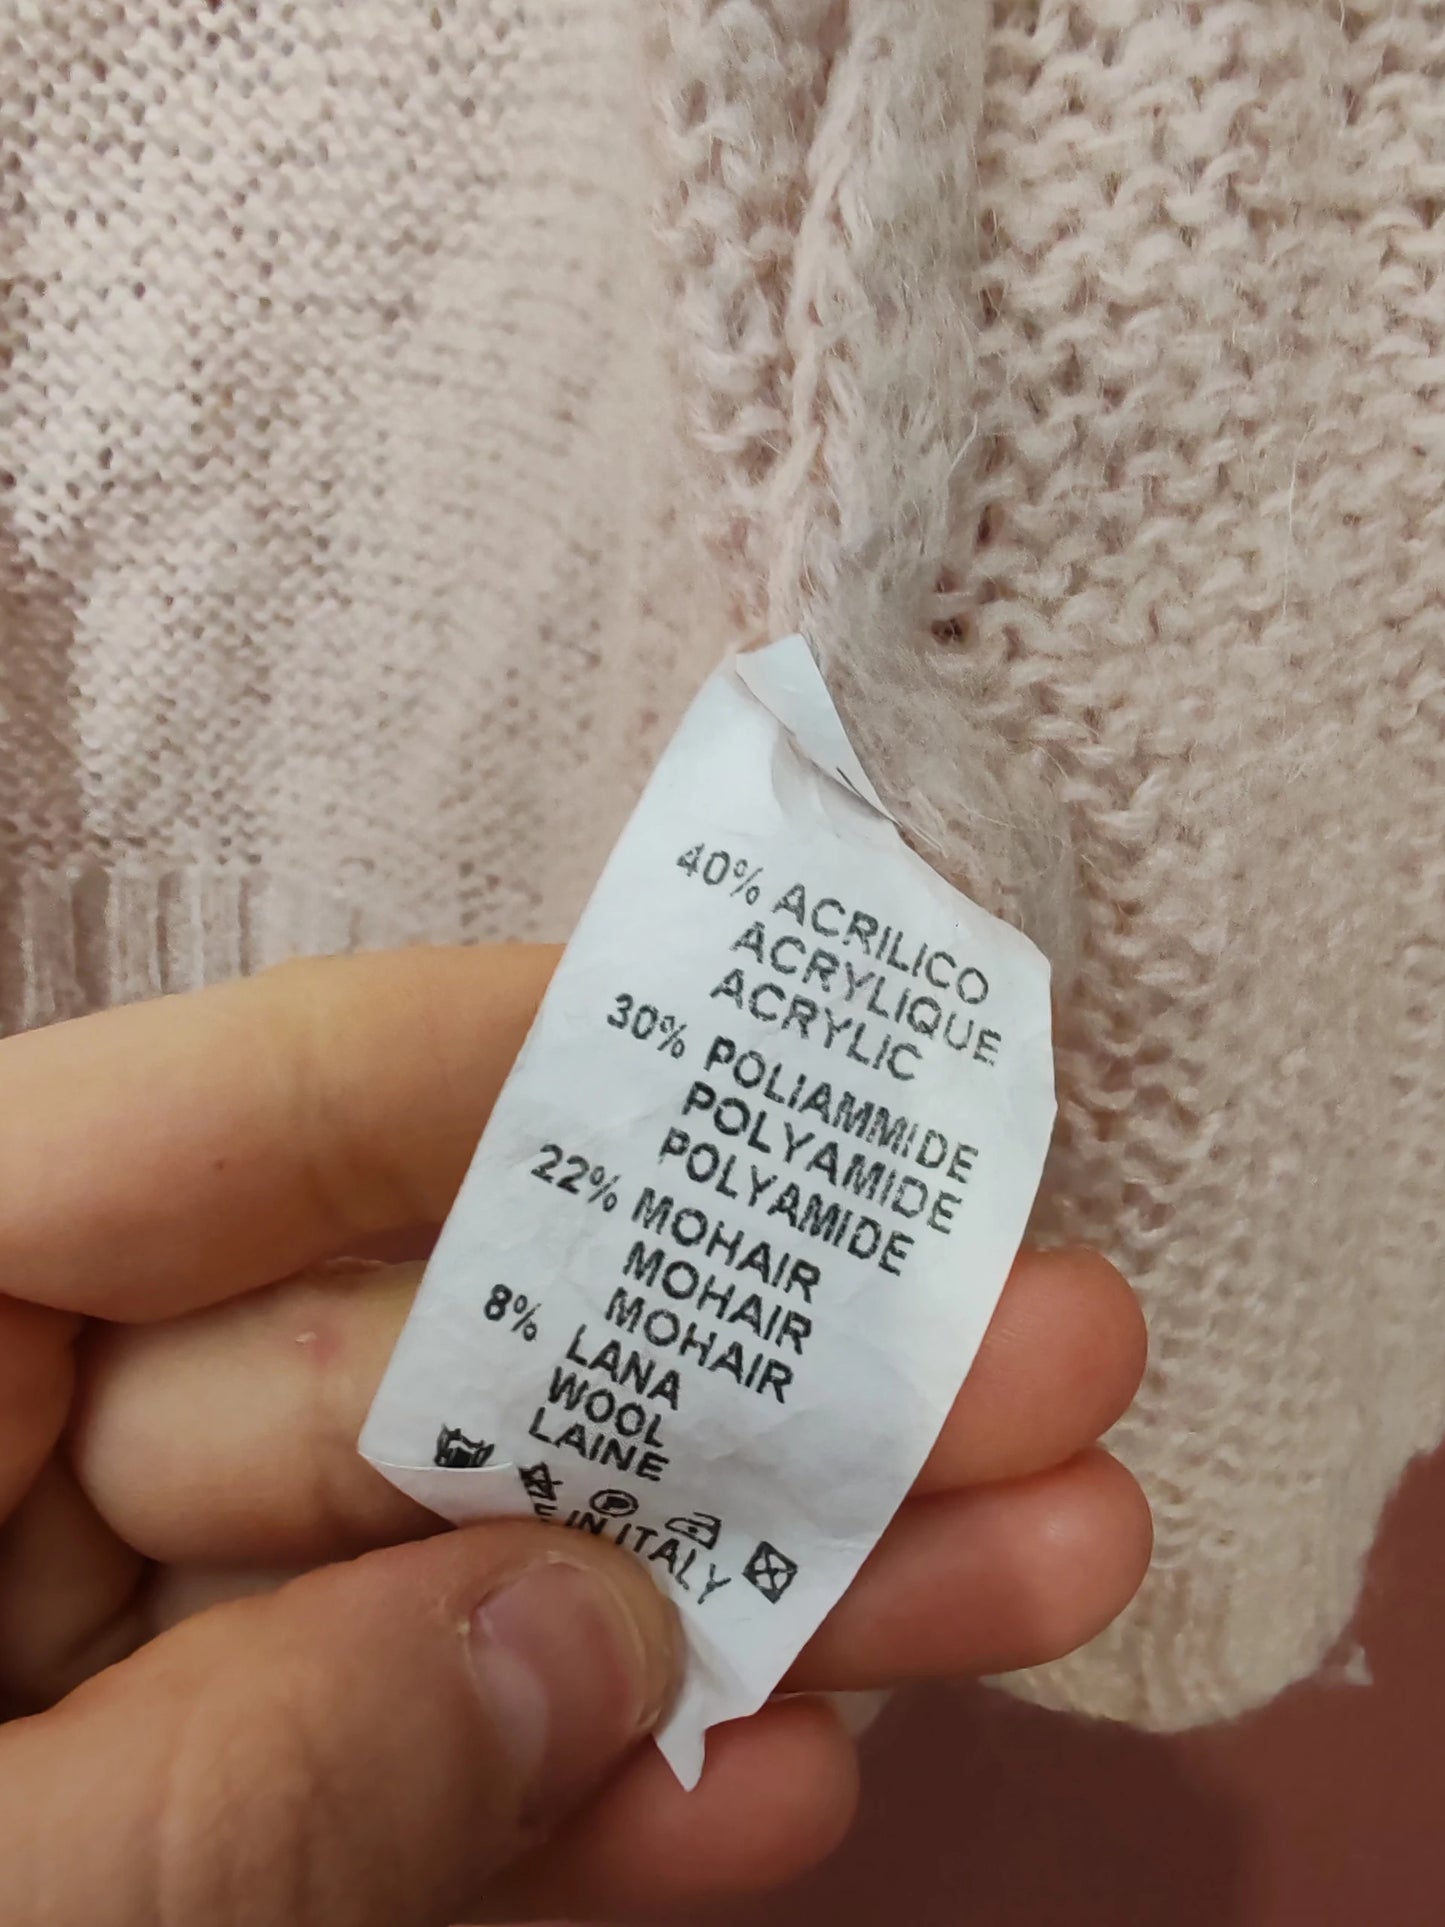 40% ACRILICO
ACRYLIQUE
ACRYLIC
30% POLIAMMIDE
POLYAMIDE
POLYAMIDE
22% MOHAIR
MOHAIR
MOHAIR
8% LANA
WOOL
LAINE
P
E IN ITALY